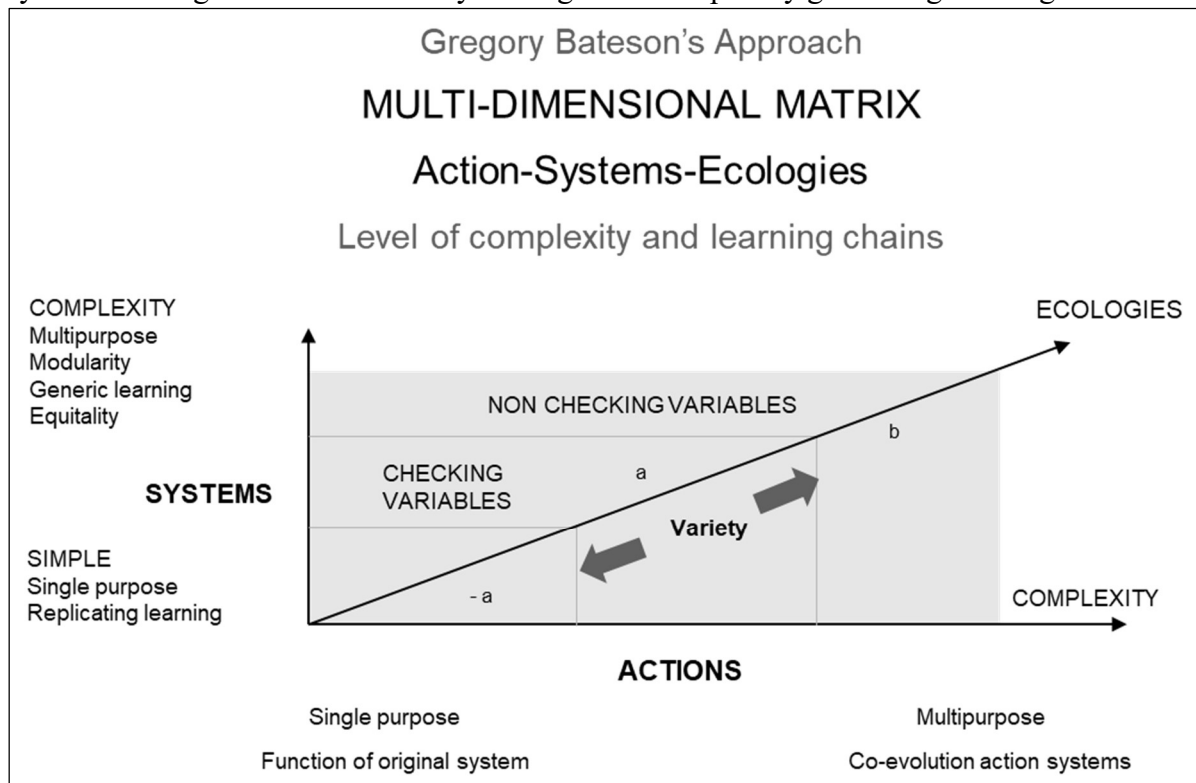 Gregory Bateson's Approach
MULTI-DIMENSIONAL MATRIX
Action-Systems-Ecologies
Level of complexity and learning chains
COMPLEXITY
Multipurpose
Modularity
Generic learning
Equitality
ECOLOGIES
NON CHECKING VARIABLES
b
a
CHECKING
VARIABLES
SYSTEMS
Variety
SIMPLE
Single purpose
Replicating learning
- a
COMPLEXITY
ACTIONS
Single purpose
Multipurpose
Function of original system
Co-evolution action systems